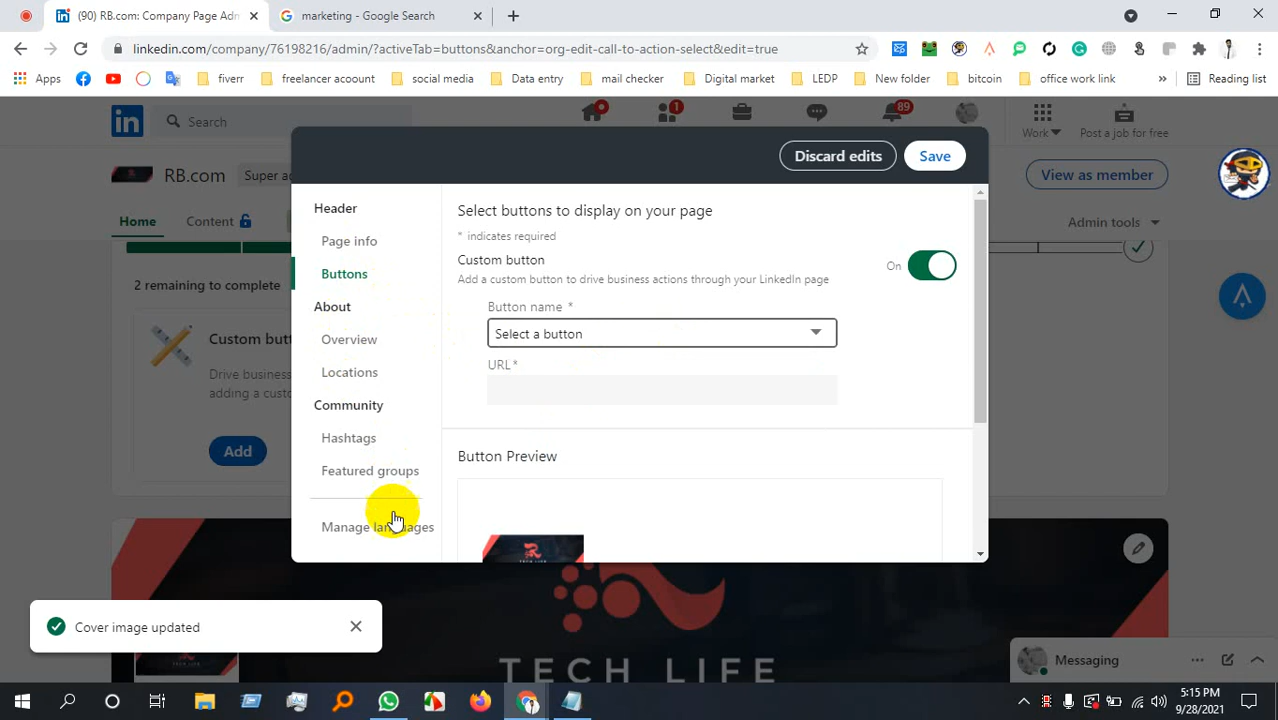 (90) RB.com: Company Page Adm
marketing - Google Search
linkedin.com/company/76198216/admin/?activeTab=buttons&anchor=org-edit-call-to-action-select&edit=true
Apps
fiverr
freelancer acoount
social media
Data entry
mail checker
Digital market
LEDP
New folder
bitcoin
office work link
»
Reading list
in
Search
1
89
Work
Post a job for free
RB.com
Super a
View as member
Home
Content
Admin tools
2 remaining to complete
Custom butt
Drive business
adding a custo
Add
Discard edits
Save
Header
Page info
Buttons
About
Overview
Locations
Community
Hashtags
Featured groups
Manage languages
Select buttons to display on your page
* indicates required
Custom button
On
Add a custom button to drive business actions through your LinkedIn page
Button name *
Select a button
URL*
Button Preview
TECH LIFE
Cover image updated
Messaging
5:15 PM
9/28/2021